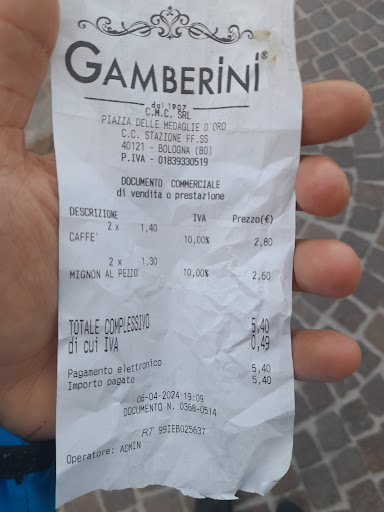 GAMBERINI®
dal 1907
C.M.C. SRL
PIAZZA DELLE MEDAGLIE D'ORO
C.C. STAZIONE FF.SS
40121 - BOLOGNA (BO)
P.IVA - 01839330519
DOCUMENTO COMMERCIALE
di vendita o prestazione
DESCRIZIONE IVA Prezzo(€)
2 x 1,40
CAFFE' 10,00% 2,80
2 x 1,30
MIGNON AL PEZZO 10,00% 2,60
TOTALE COMPLESSIVO 5,40
di cui IVA 0,49
Pagamento elettronico 5,40
Importo pagato 5,40
06-04-2024 19:09
DOCUMENTO N. 0368-0514
RT 99IEB025637
Operatore: ADMIN